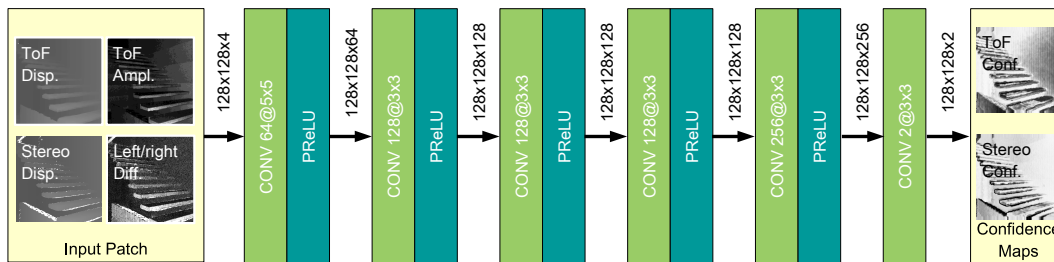 ToF
Disp.
ToF
Ampl.
Stereo
Disp.
Left/right
Diff.
Input Patch
128x128x4
CONV 64@5x5
PReLU
128x128x64
CONV 128@3x3
PReLU
128x128x128
CONV 128@3x3
PReLU
128x128x128
CONV 128@3x3
PReLU
128x128x128
CONV 256@3x3
PReLU
128x128x256
CONV 2@3x3
128x128x2
ToF
Conf.
Stereo
Conf.
Confidence
Maps